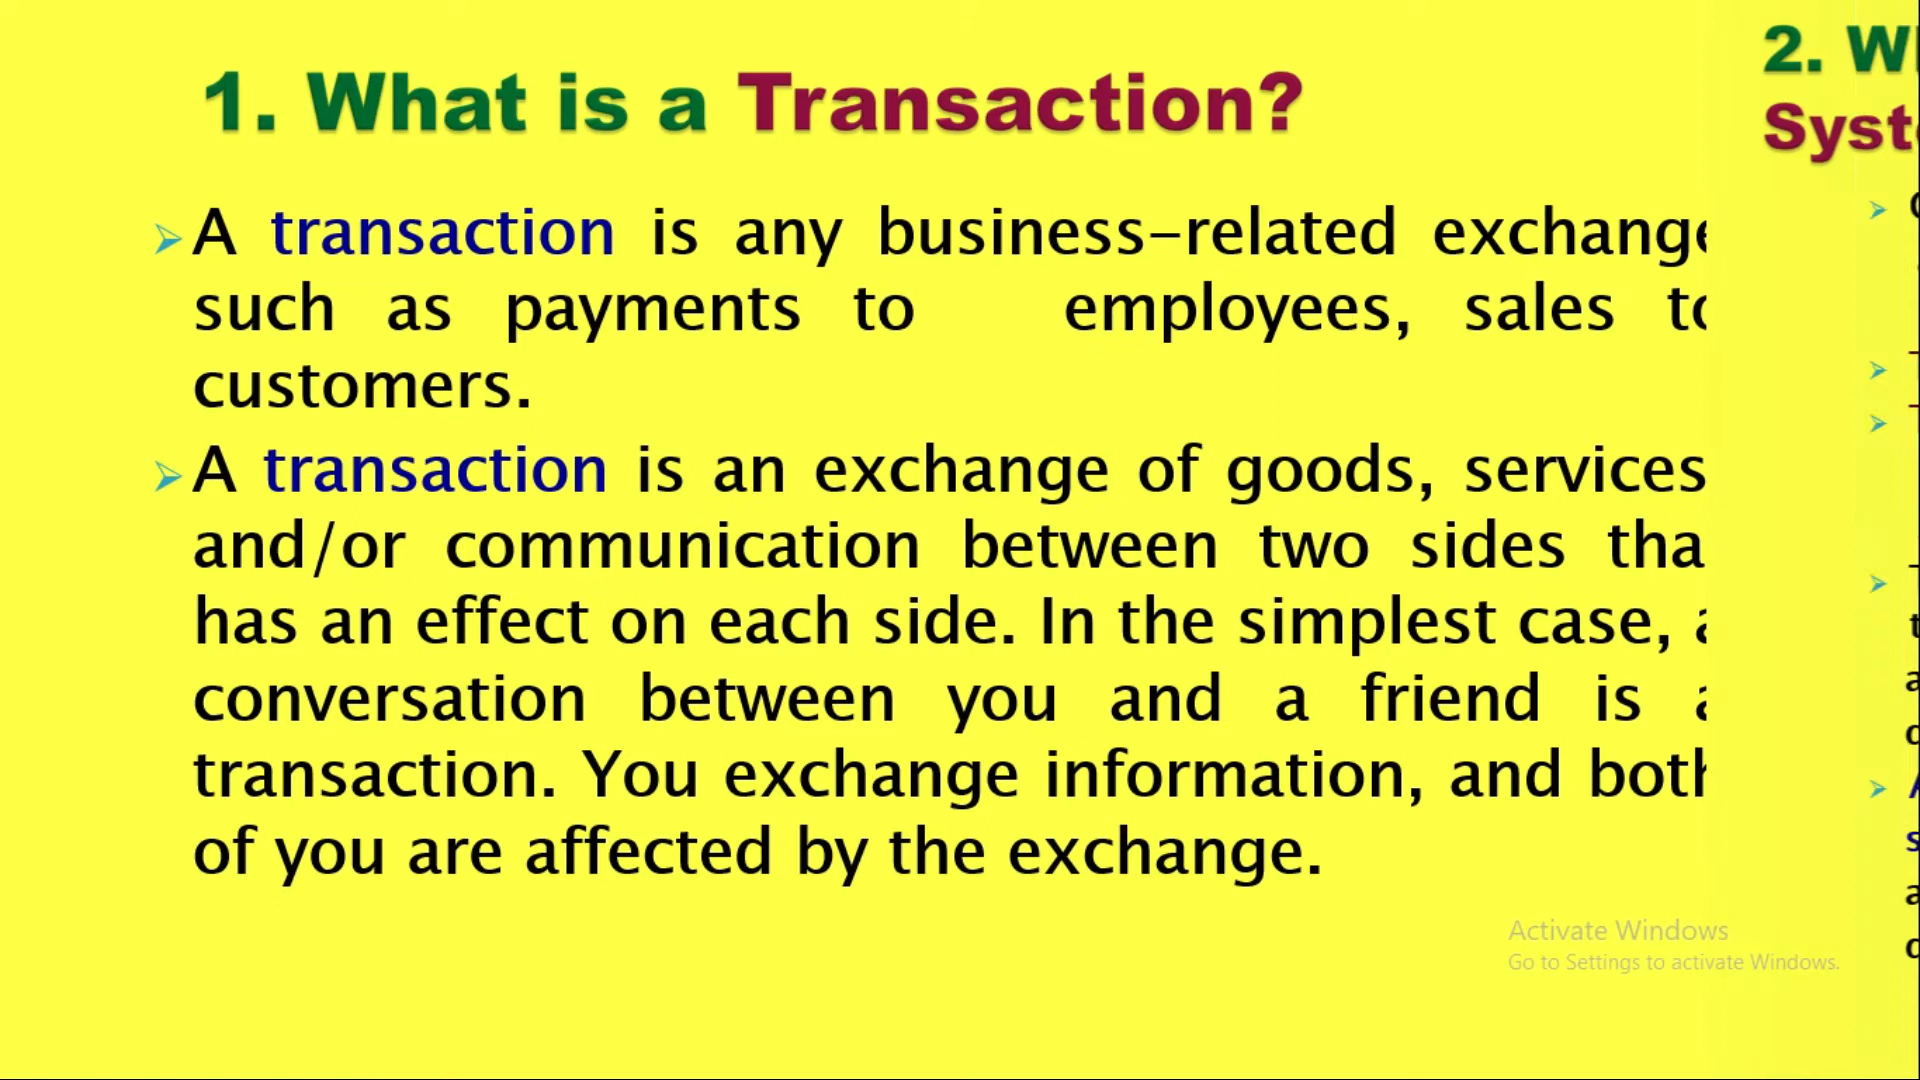 1. What is a Transaction?
A transaction is any business-related exchange
such as payments to employees, sales to
customers.
A transaction is an exchange of goods, services
and/or communication between two sides tha
has an effect on each side. In the simplest case, a
conversation between you and a friend is a
transaction. You exchange information, and both
of you are affected by the exchange.
2.
Activate Windows
Go to Settings to activate Windows.